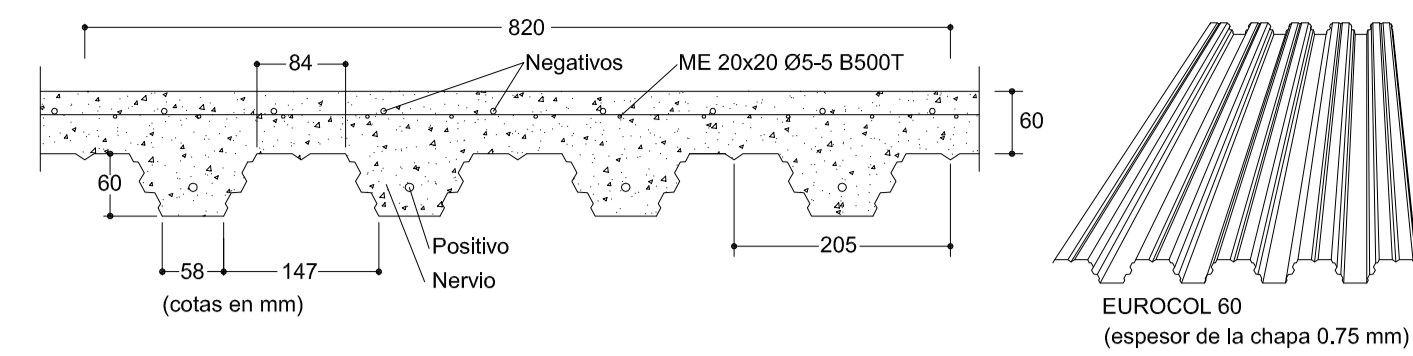 820
84
Negativos
ME 20x20 Ø5-5 B500T
60
60
Positivo
205
58
147
Nervio
(cotas en mm)
EUROCOL 60
(espesor de la chapa 0.75 mm)